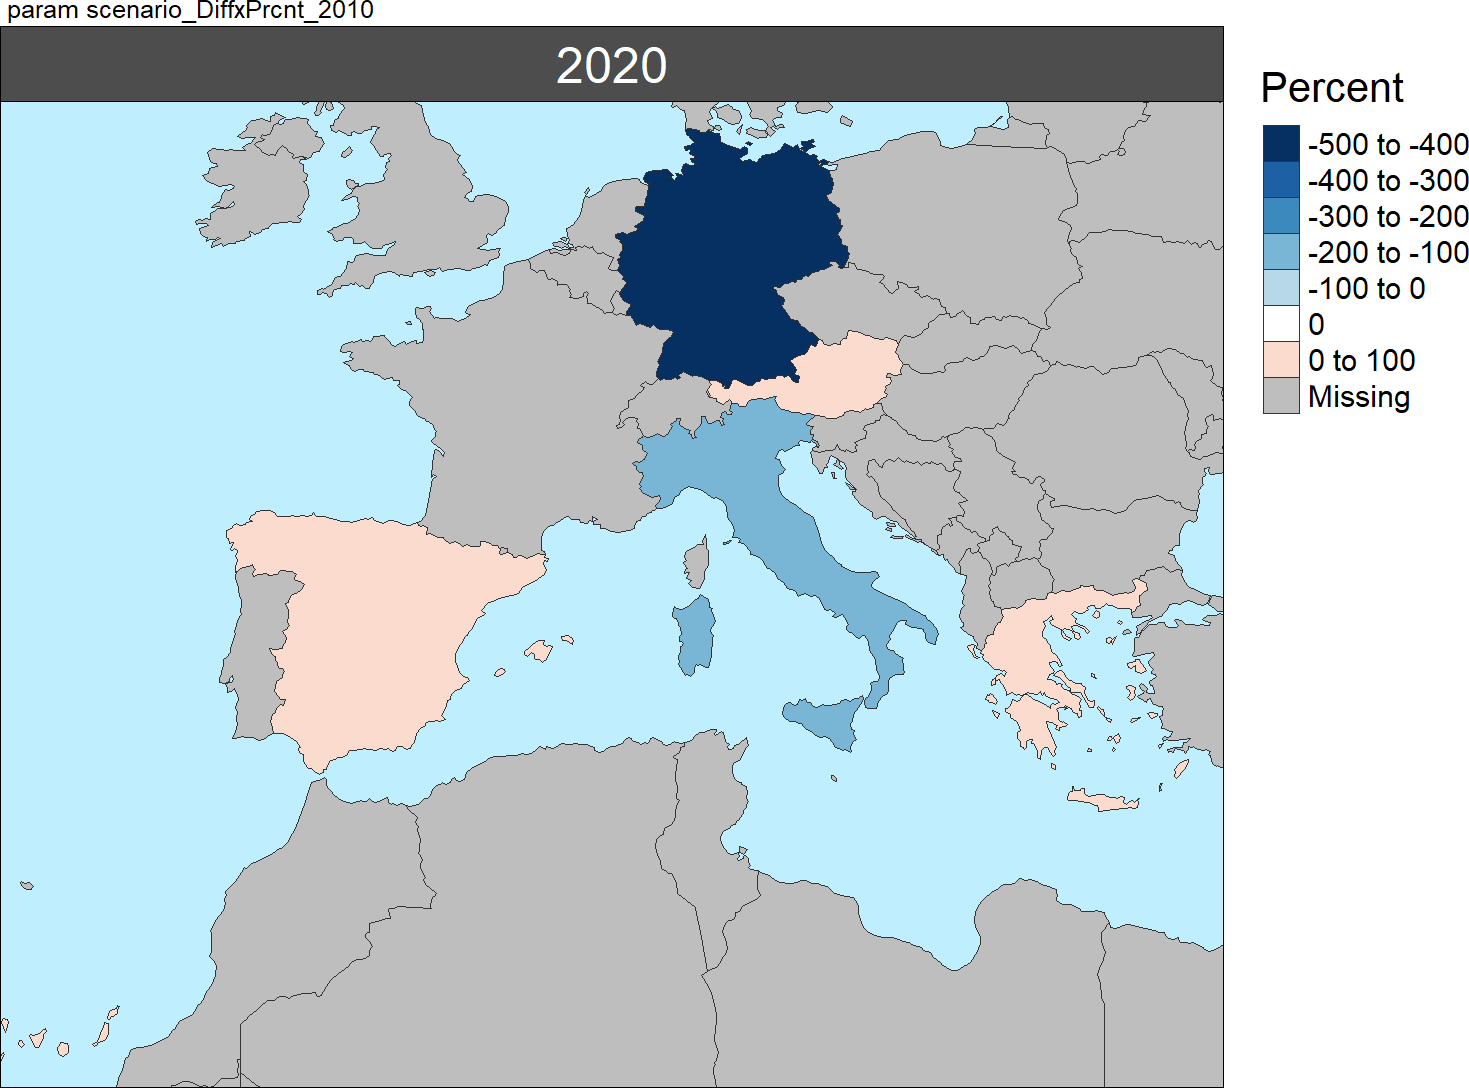 param scenario_DiffxPrcnt_2010
2020
Percent
-500 to -400
-400 to -300
-300 to -200
-200 to -100
-100 to 0
0
0 to 100
Missing